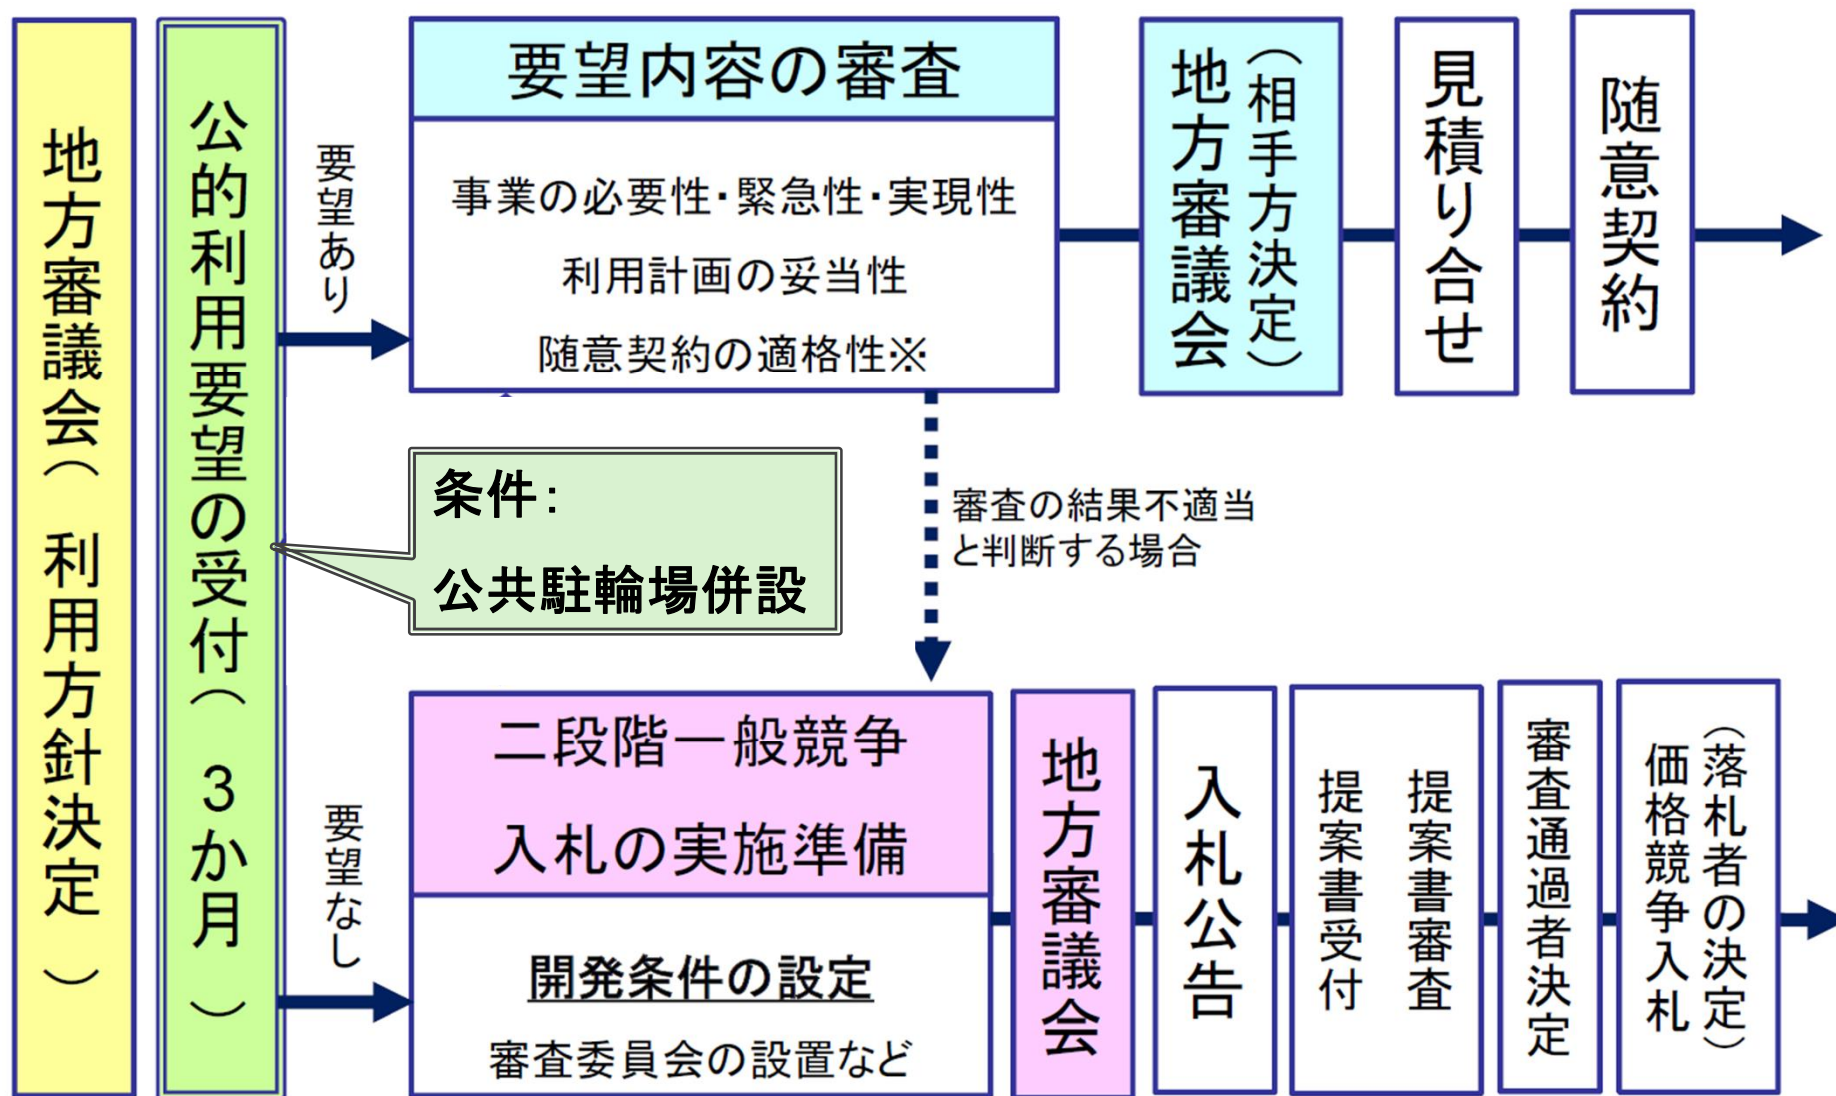 地方審議会（利用方針決定）
公的利用要望の受付（３か月）
要望あり
要望内容の審査
事業の必要性・緊急性・実現性
利用計画の妥当性
随意契約の適格性※
地方審議会
（相手方決定）
見積り合せ
随意契約
条件：
公共駐輪場併設
審査の結果不適当
と判断する場合
要望なし
二段階一般競争
入札の実施準備
開発条件の設定
審査委員会の設置など
地方審議会
入札公告
提案書受付
提案書審査
審査通過者決定
価格競争入札
（落札者の決定）